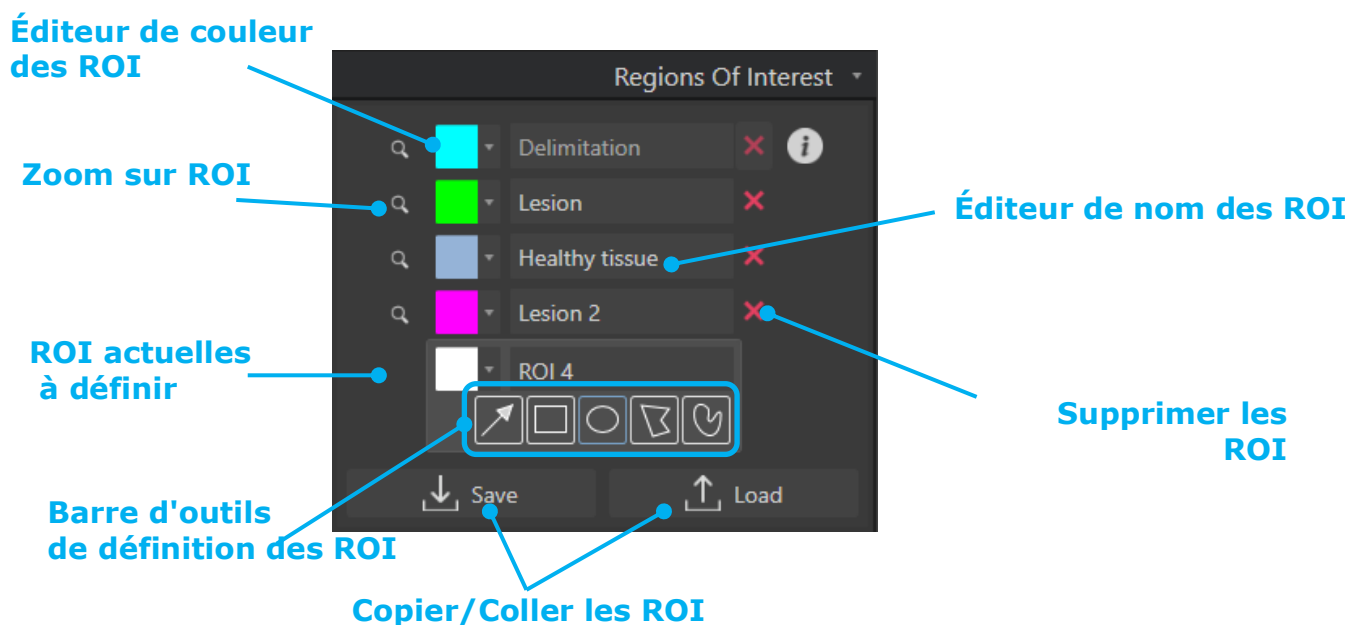 Éditeur de couleur
des ROI
Regions Of Interest
Delimitation
i
Zoom sur ROI
Lesion
Éditeur de nom des ROI
Healthy tissue
Lesion 2
ROI actuelles
à définir
ROI 4
Supprimer les
ROI
Save
Load
Barre d'outils
de définition des ROI
Copier/Coller les ROI